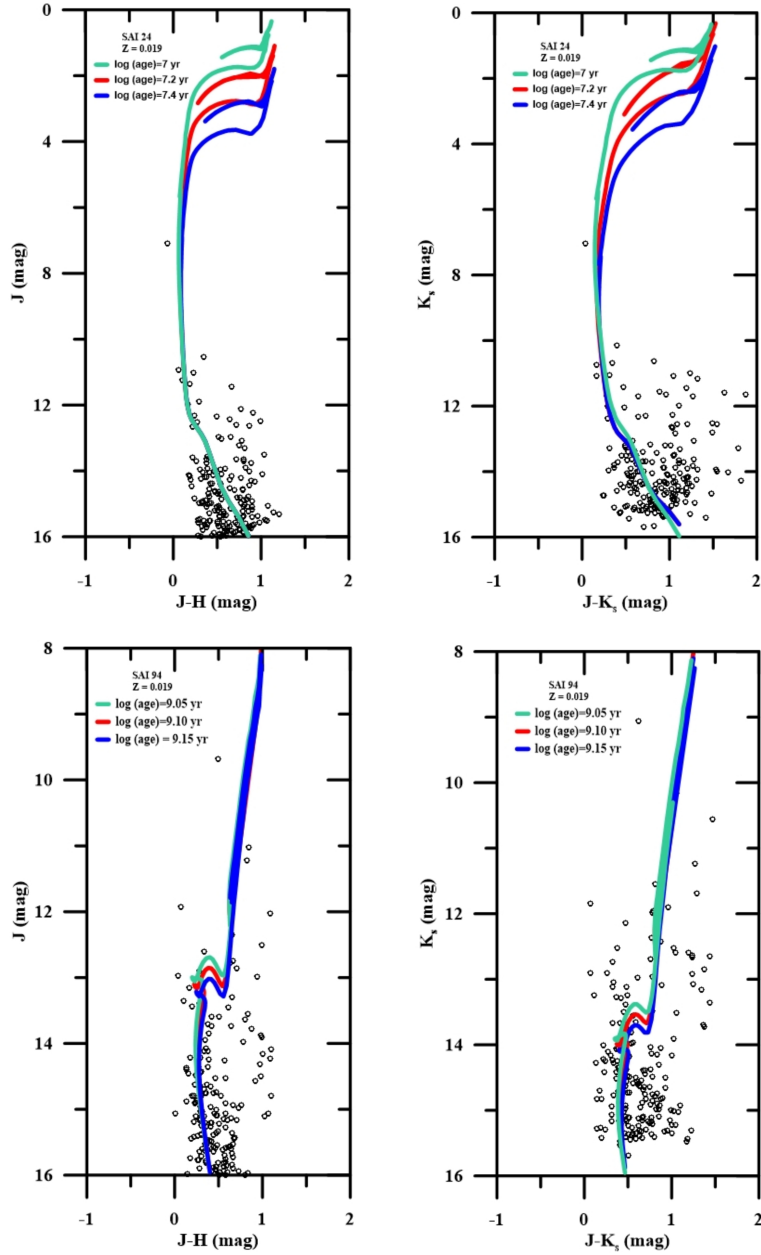 0
4
8
12
16
J (mag)
SAI 24
Z = 0.019
log (age)=7 yr
log (age)=7.2 yr
log (age)=7.4 yr
-1
0
1
2
J-H (mag)
0
4
8
12
16
Kₛ (mag)
SAI 24
Z = 0.019
log (age)=7 yr
log (age)=7.2 yr
log (age)=7.4 yr
-1
0
1
2
J-Kₛ (mag)
8
10
12
14
16
J (mag)
SAI 94
Z = 0.019
log (age)=9.05 yr
log (age)=9.10 yr
log (age) = 9.15 yr
-1
0
1
2
J-H (mag)
8
10
12
14
16
Kₛ (mag)
SAI 94
Z = 0.019
log (age)=9.05 yr
log (age)=9.10 yr
log (age)=9.15 yr
-1
0
1
2
J-Kₛ (mag)